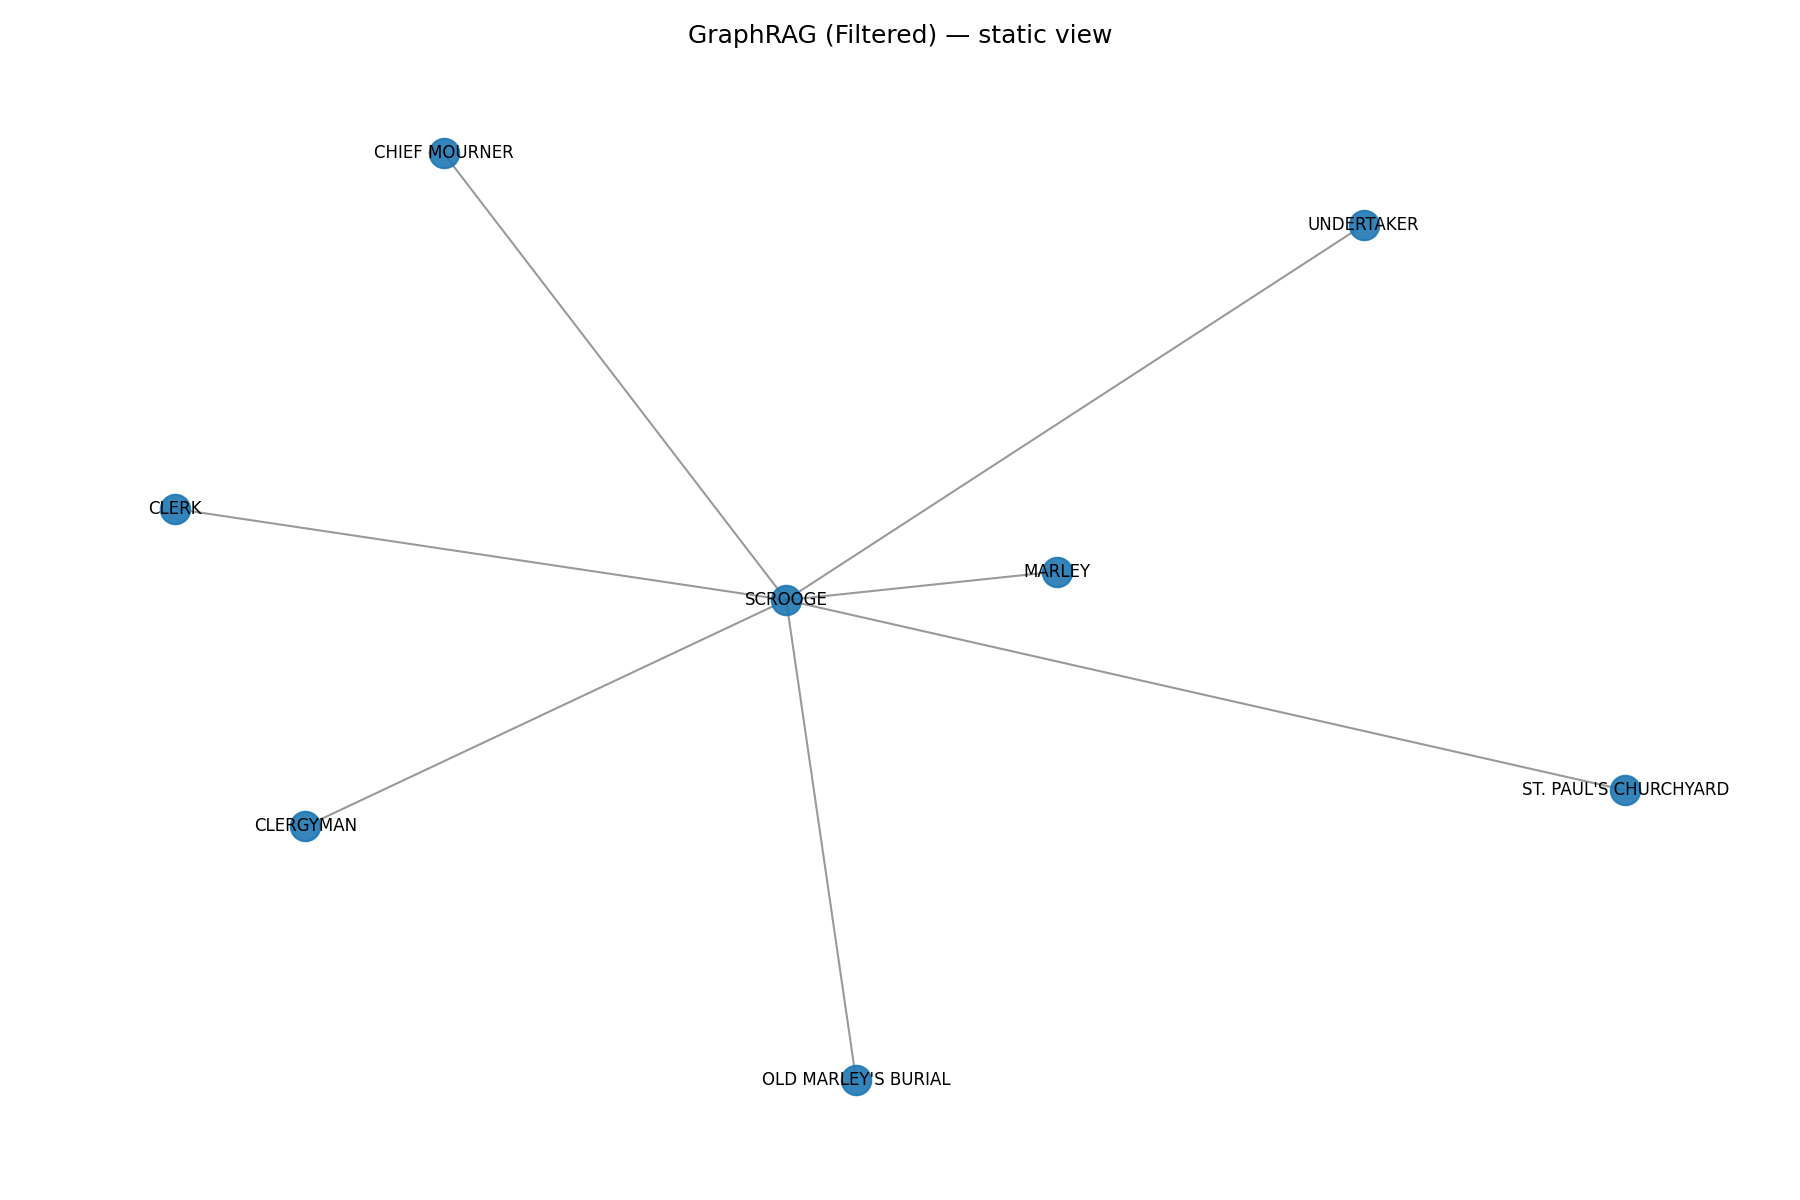 GraphRAG (Filtered) — static view
CHIEF MOURNER
UNDERTAKER
CLERK
MARLEY
SCROOGE
ST. PAUL'S CHURCHYARD
CLERGYMAN
OLD MARLEY'S BURIAL